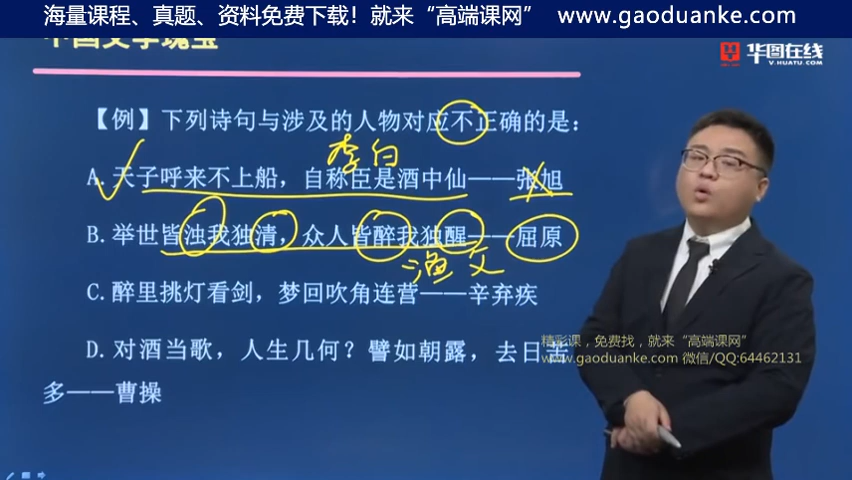 海量课程、真题、资料免费下载！就来“高端课网” www.gaoduanke.com
中国文学瑰宝
华图在线
V.HUATU.COM
【例】下列诗句与涉及的人物对应不正确的是：
李白
A. 天子呼来不上船，自称臣是酒中仙——张旭
B. 举世皆浊我独清，众人皆醉我独醒——屈原
渔父
C. 醉里挑灯看剑，梦回吹角连营——辛弃疾
精彩课，免费找，就来“高端课网”
www.gaoduanke.com 微信/QQ:64462131
D. 对酒当歌，人生几何？譬如朝露，去日苦
多——曹操